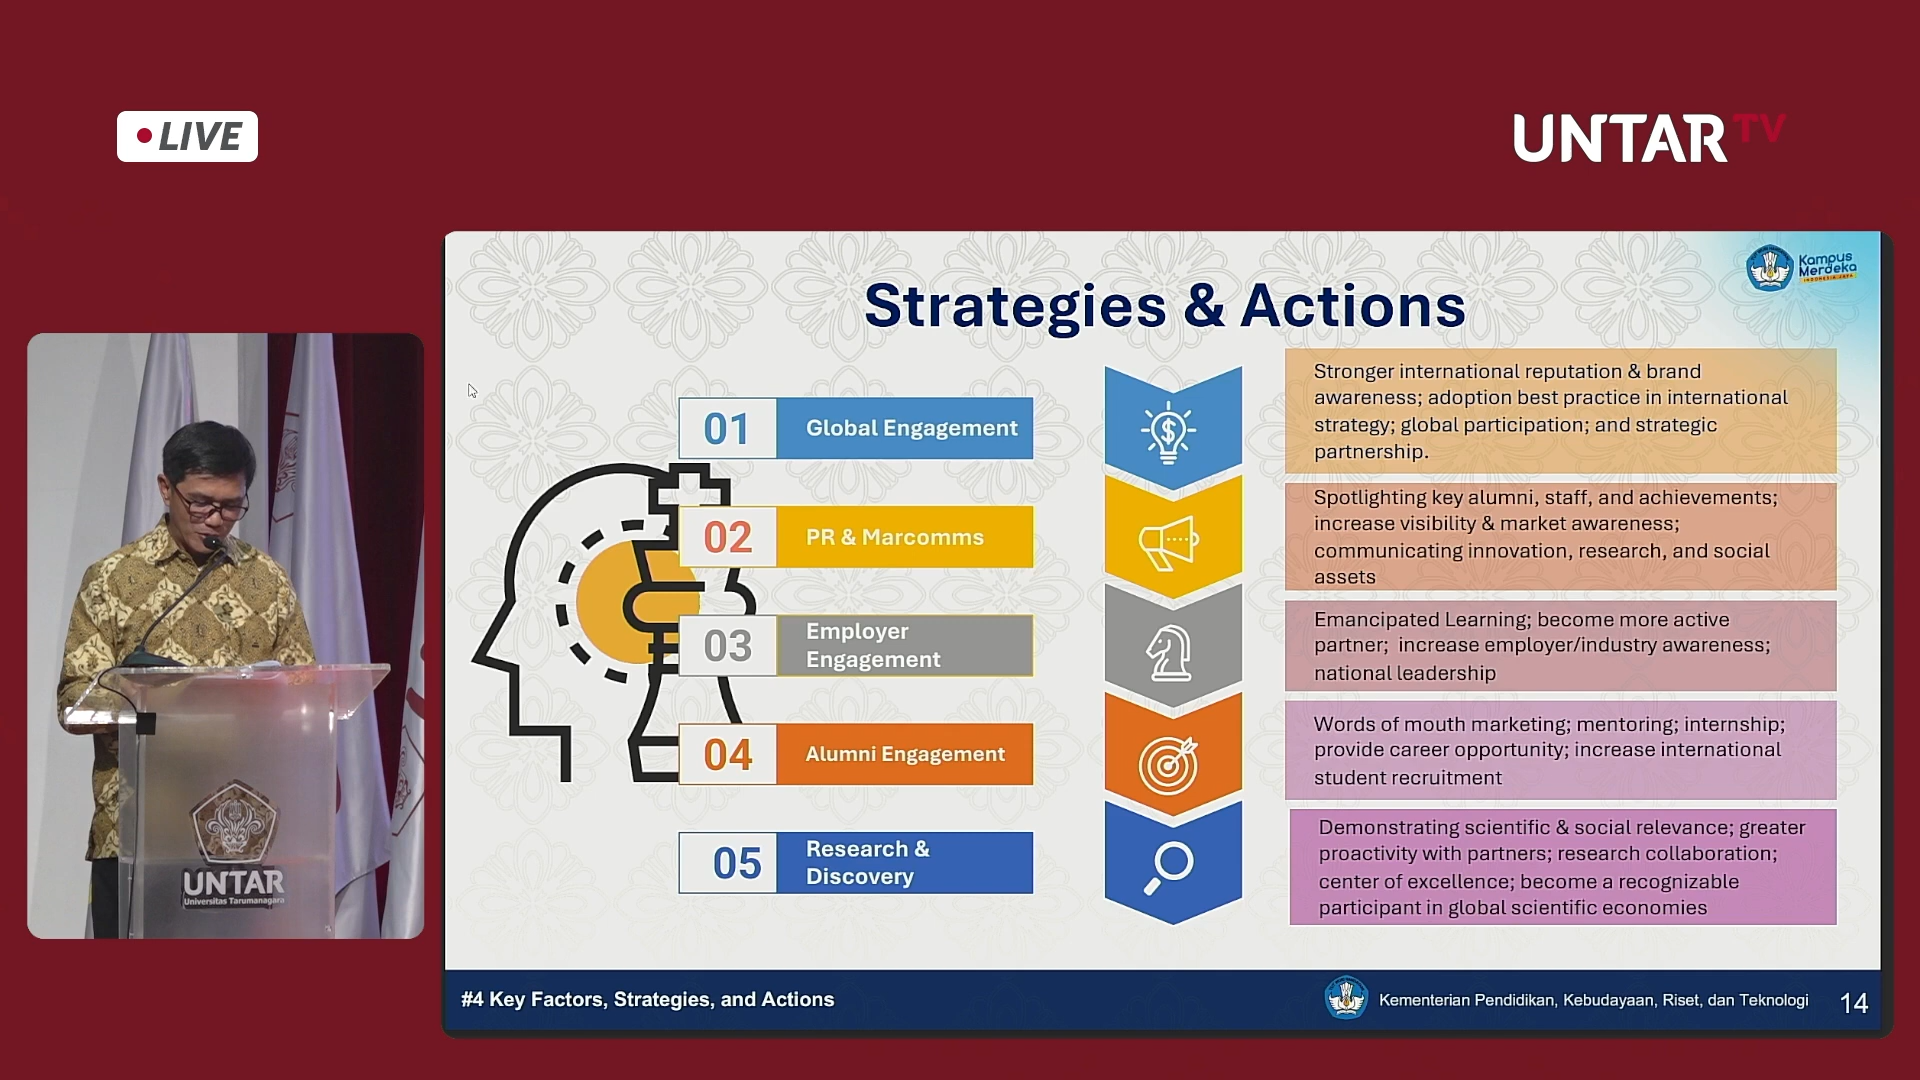 LIVE
UNTAR TV
Kampus
Merdeka
INDONESIA JAYA
Strategies & Actions
01
Global Engagement
Stronger international reputation & brand
awareness; adoption best practice in international
strategy; global participation; and strategic
partnership.
02
PR & Marcomms
Spotlighting key alumni, staff, and achievements;
increase visibility & market awareness;
communicating innovation, research, and social
assets
03
Employer
Engagement
Emancipated Learning; become more active
partner;  increase employer/industry awareness;
national leadership
04
Alumni Engagement
Words of mouth marketing; mentoring; internship;
provide career opportunity; increase international
student recruitment
05
Research &
Discovery
Demonstrating scientific & social relevance; greater
proactivity with partners; research collaboration;
center of excellence; become a recognizable
participant in global scientific economies
UNTAR
Universitas Tarumanagara
#4 Key Factors, Strategies, and Actions
Kementerian Pendidikan, Kebudayaan, Riset, dan Teknologi
14